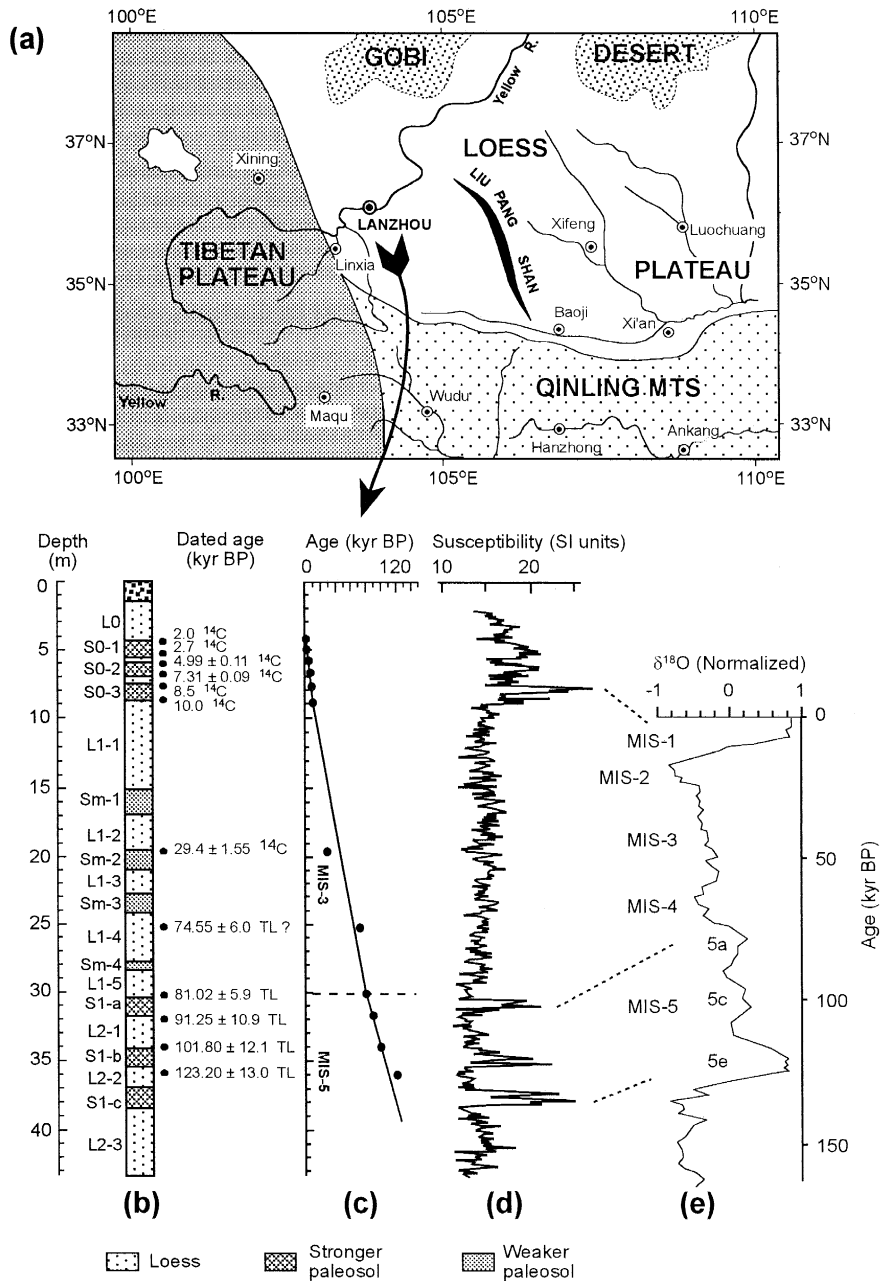 (a)
100°E 105°E 110°E
GOBI DESERT
Yellow R.
37°N 37°N
LOESS
Xining
LIU PANG SHAN
LANZHOU
Xifeng
Luochuang
TIBETAN
PLATEAU
Linxia
PLATEAU
35°N 35°N
Baoji
Xi'an
QINLING MTS
Yellow R.
Maqu
Wudu
33°N 33°N
Hanzhong
Ankang
100°E 105°E 110°E
Depth
(m)
Dated age
(kyr BP)
Age (kyr BP)
0 120
Susceptibility (SI units)
10 20
0
5
10
15
20
25
30
35
40
L0
S0-1
S0-2
S0-3
L1-1
Sm-1
L1-2
Sm-2
L1-3
Sm-3
L1-4
Sm-4
L1-5
S1-a
L2-1
S1-b
L2-2
S1-c
L2-3
2.0 14C
2.7 14C
4.99 ± 0.11 14C
7.31 ± 0.09 14C
8.5 14C
10.0 14C
29.4 ± 1.55 14C
74.55 ± 6.0 TL ?
81.02 ± 5.9 TL
91.25 ± 10.9 TL
101.80 ± 12.1 TL
123.20 ± 13.0 TL
MIS-3
MIS-5
δ18O (Normalized)
-1 0 1
MIS-1
MIS-2
MIS-3
MIS-4
5a
MIS-5 5c
5e
0
50
100
150
Age (kyr BP)
(b) (c) (d) (e)
Loess
Stronger
paleosol
Weaker
paleosol